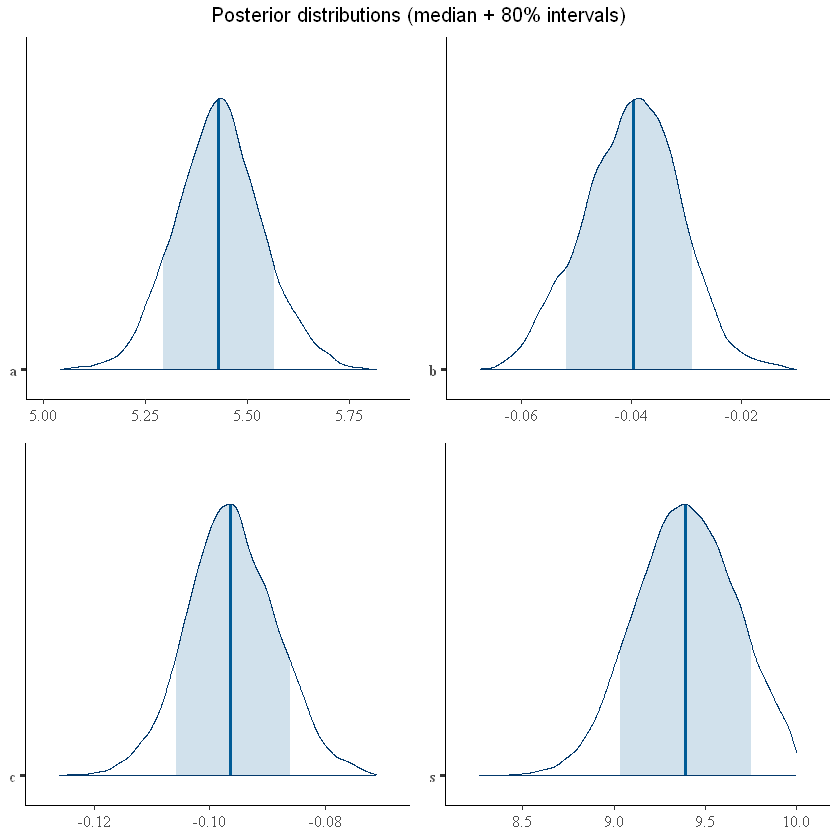 Posterior distributions (median + 80% intervals)
a
5.00 5.25 5.50 5.75
b
-0.06 -0.04 -0.02
c
-0.12 -0.10 -0.08
s
8.5 9.0 9.5 10.0